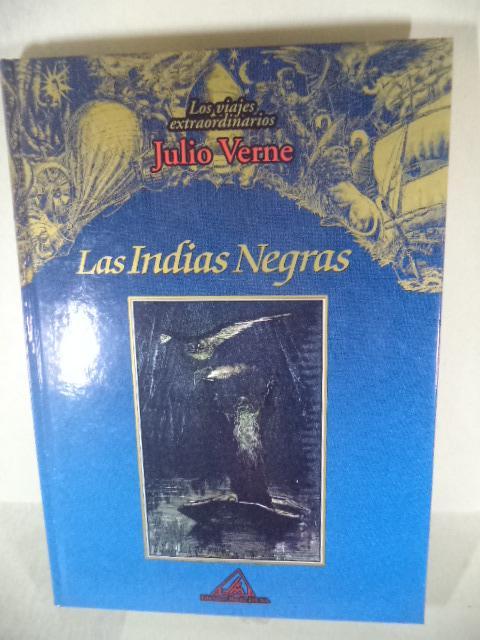 Los viajes
extraordinarios
Julio Verne
Las Indias Negras